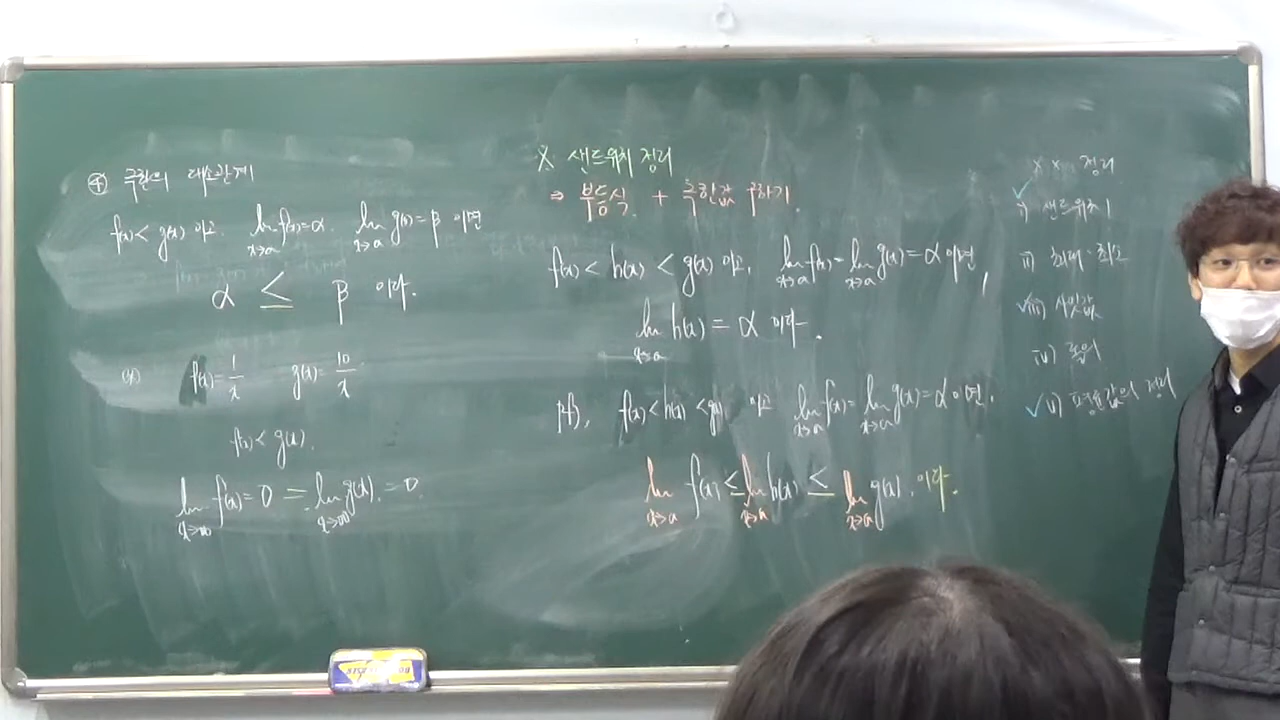 ④ 극한의 대소관계
f(x) < g(x) 이고. lim x→a f(x) = α. lim x→a g(x) = β 이면
α ≤ β 이다.
ex) f(x) = 1/x g(x) = 10/x
f(x) < g(x).
lim x→∞ f(x) = 0 = lim x→∞ g(x). = 0.
※ 샌드위치 정리
⇒ 부등식 + 극한값 구하기.
f(x) < h(x) < g(x) 이고, lim x→a f(x) = lim x→a g(x) = α 이면,
lim x→a h(x) = α 이다.
pf), f(x) < h(x) < g(x) 이고 lim x→a f(x) = lim x→a g(x) = α 이면.
lim x→a f(x) ≤ lim x→a h(x) ≤ lim x→a g(x). 이다.
※ ※ 정리
✓ i) 샌드위치
ii) 최대·최소
✓ iii) 사잇값
iv) 롤의
✓ v) 평균값의 정리